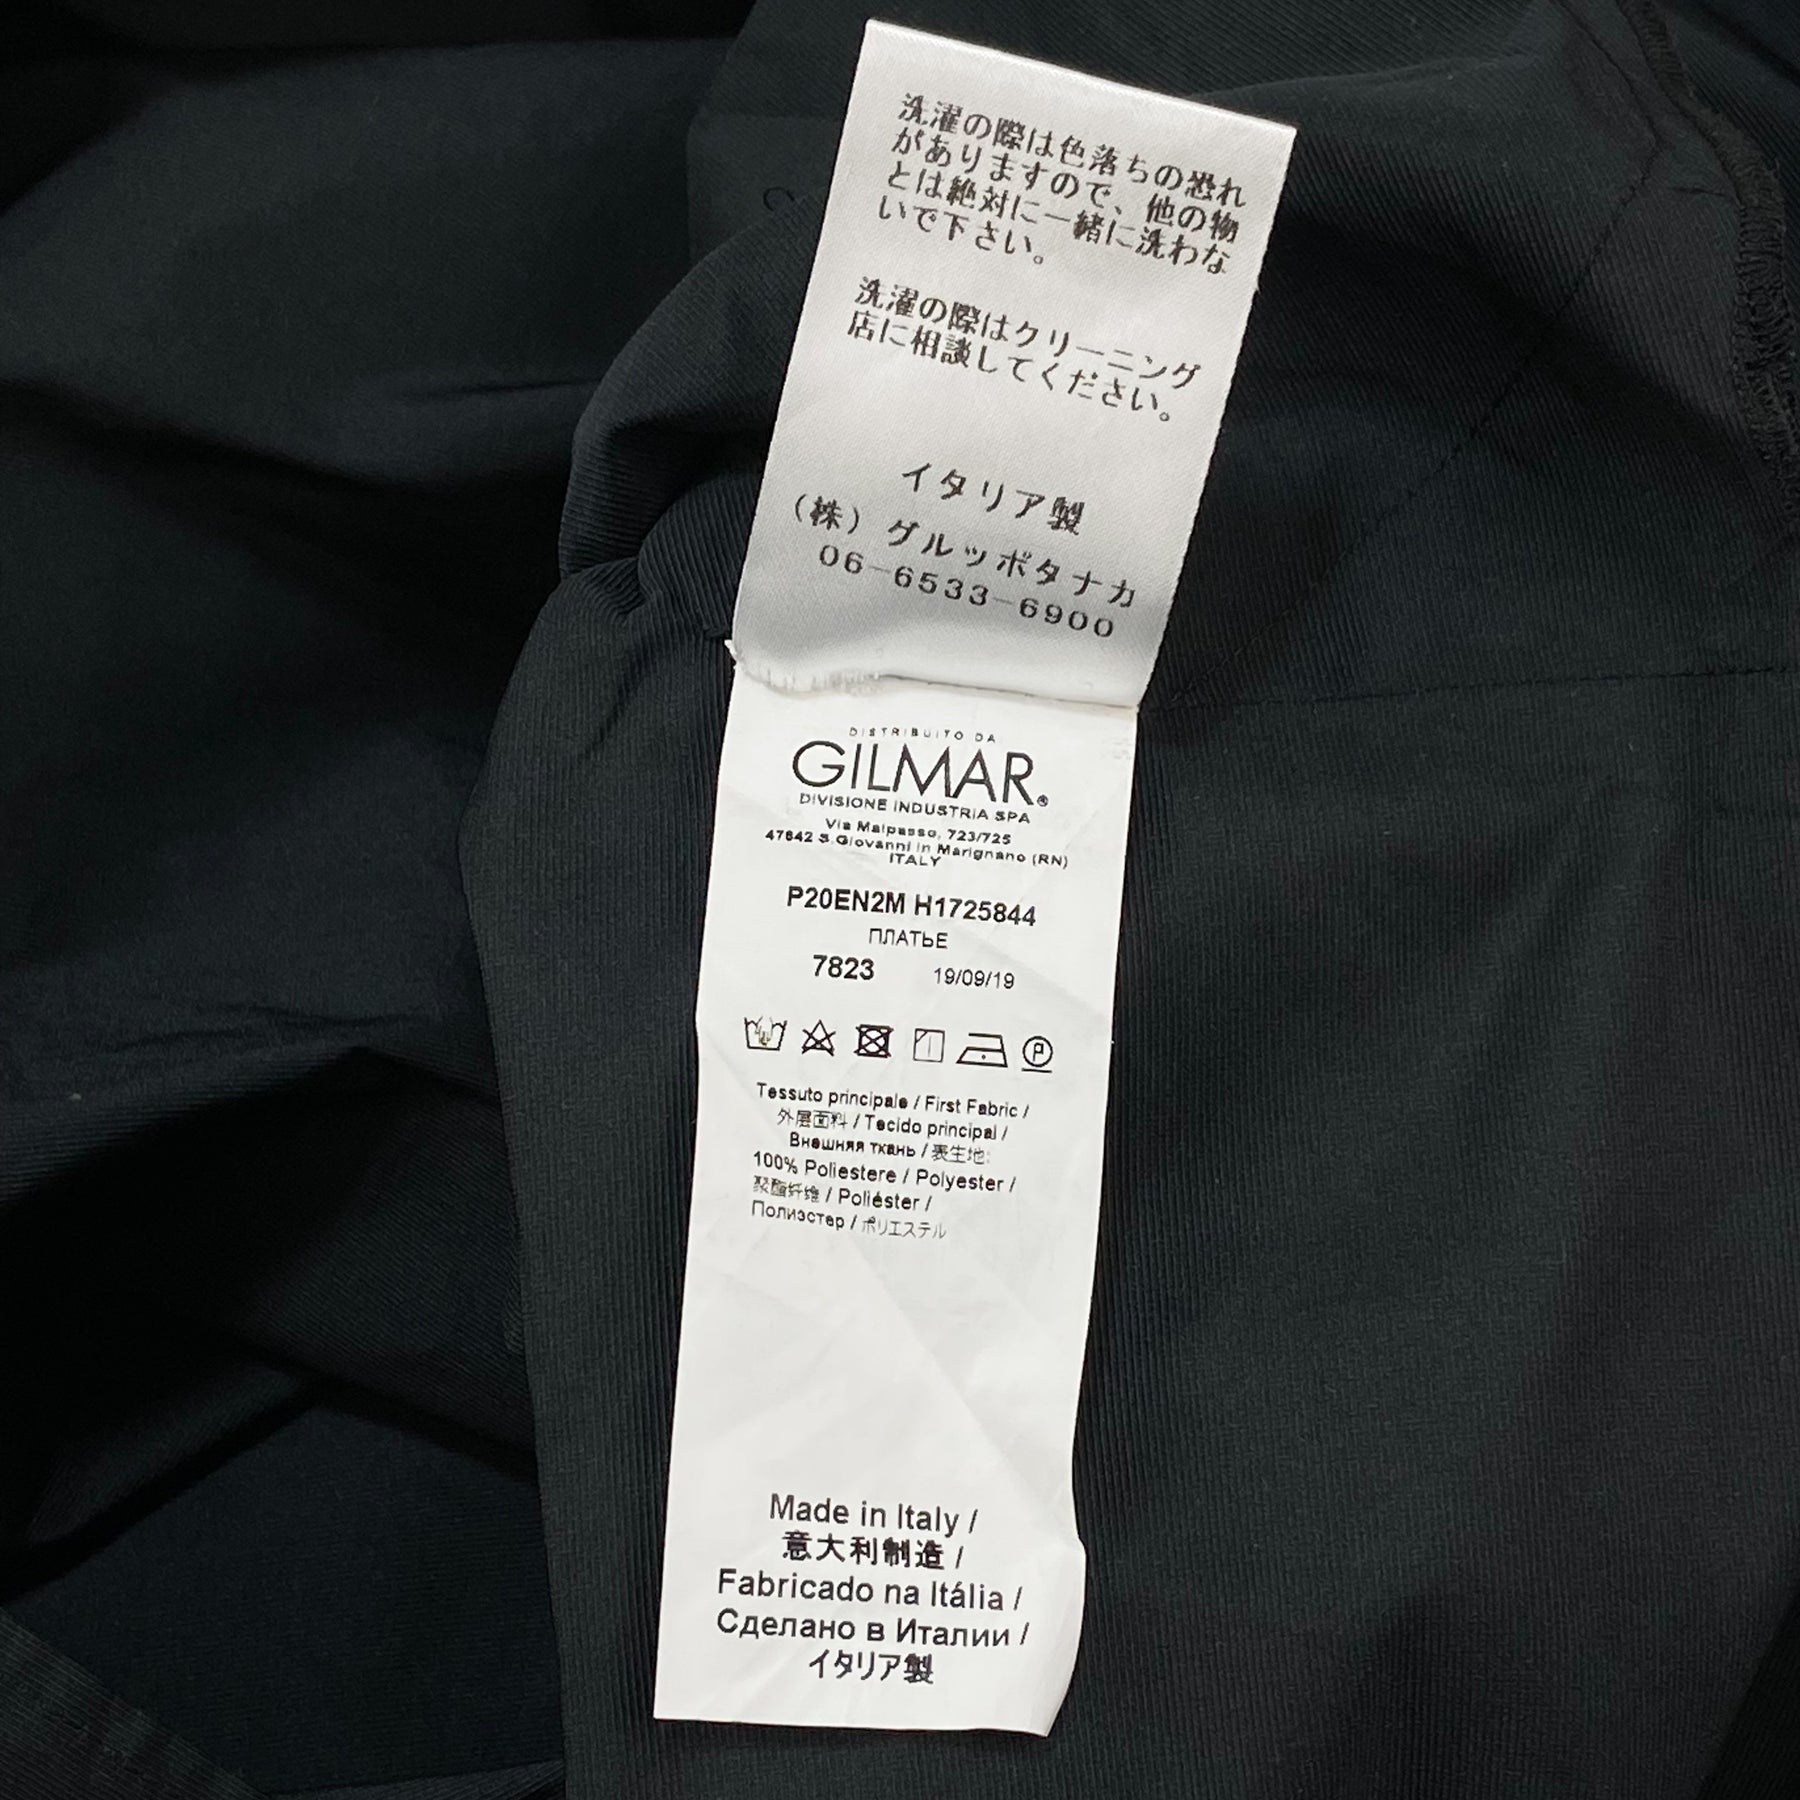 洗濯の際は色落ちの恐れ
がありますので、他の物
とは絶対に一緒に洗わな
いで下さい。
洗濯の際はクリーニング
店に相談してください。
イタリア製
（株）グルッポタナカ
06-6533-6900
DISTRIBUITO DA
GILMAR®
DIVISIONE INDUSTRIA SPA
Via Malpasso, 723/725
47842 S.Giovanni in Marignano (RN)
ITALY
P20EN2M H1725844
ПЛАТЬЕ
7823 19/09/19
P
Tessuto principale / First Fabric /
外层面料 / Tecido principal /
Внешняя ткань / 表生地:
100% Poliestere / Polyester /
聚酯纤维 / Poliéster /
Полиэстер / ポリエステル
Made in Italy /
意大利制造 /
Fabricado na Itália /
Сделано в Италии /
イタリア製